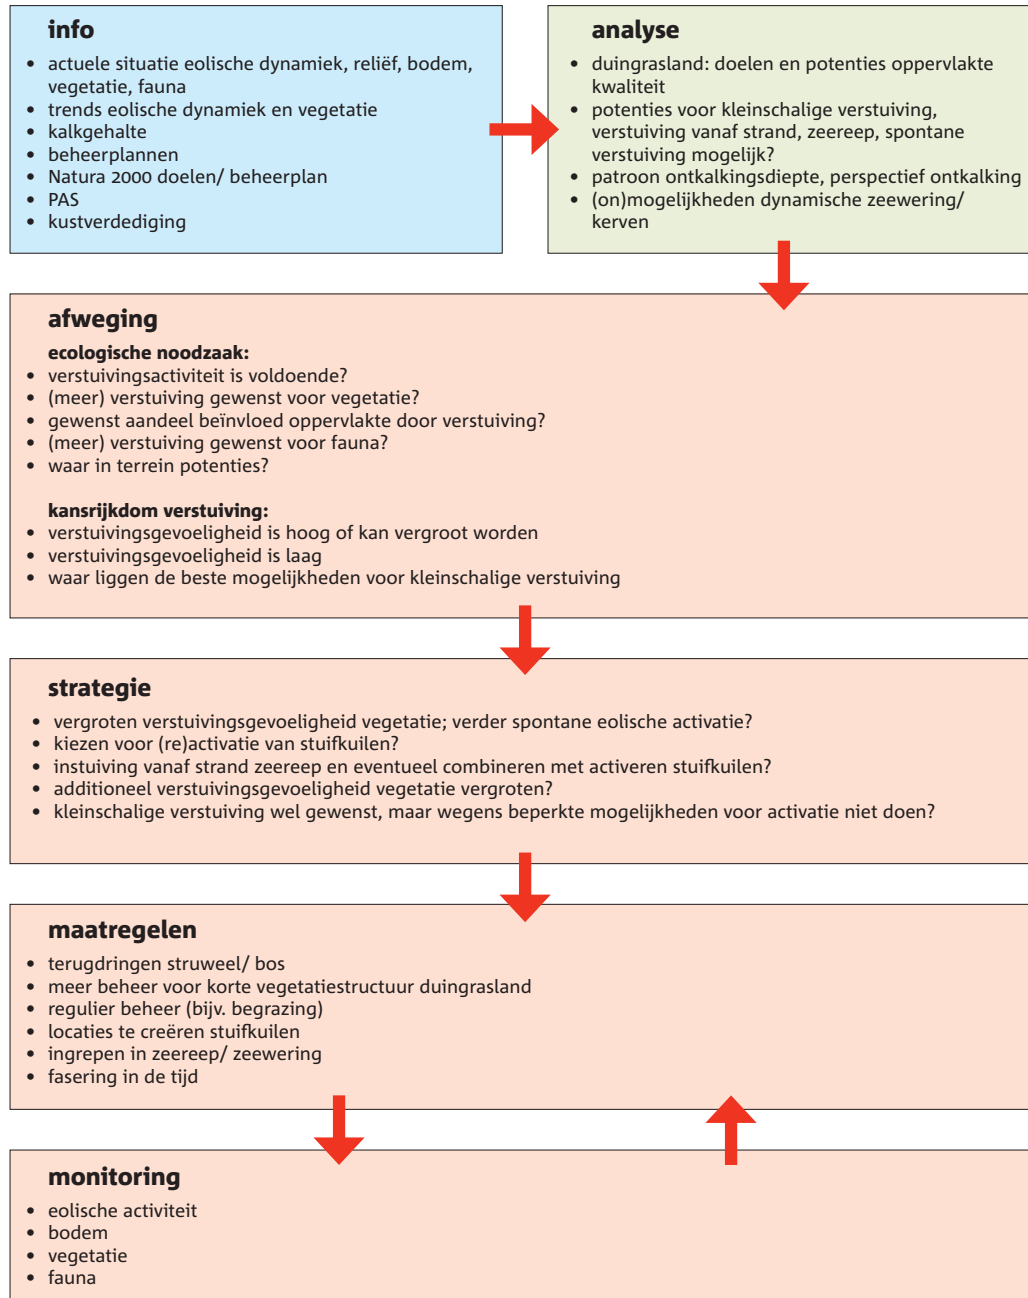 info
• actuele situatie eolische dynamiek, reliëf, bodem,
vegetatie, fauna
• trends eolische dynamiek en vegetatie
• kalkgehalte
• beheerplannen
• Natura 2000 doelen/ beheerplan
• PAS
• kustverdediging
analyse
• duingrasland: doelen en potenties oppervlakte
kwaliteit
• potenties voor kleinschalige verstuiving,
verstuiving vanaf strand, zeereep, spontane
verstuiving mogelijk?
• patroon ontkalkingsdiepte, perspectief ontkalking
• (on)mogelijkheden dynamische zeewering/
kerven
afweging
ecologische noodzaak:
• verstuivingsactiviteit is voldoende?
• (meer) verstuiving gewenst voor vegetatie?
• gewenst aandeel beïnvloed oppervlakte door verstuiving?
• (meer) verstuiving gewenst voor fauna?
• waar in terrein potenties?
kansrijkdom verstuiving:
• verstuivingsgevoeligheid is hoog of kan vergroot worden
• verstuivingsgevoeligheid is laag
• waar liggen de beste mogelijkheden voor kleinschalige verstuiving
strategie
• vergroten verstuivingsgevoeligheid vegetatie; verder spontane eolische activatie?
• kiezen voor (re)activatie van stuifkuilen?
• instuiving vanaf strand zeereep en eventueel combineren met activeren stuifkuilen?
• additioneel verstuivingsgevoeligheid vegetatie vergroten?
• kleinschalige verstuiving wel gewenst, maar wegens beperkte mogelijkheden voor activatie niet doen?
maatregelen
• terugdringen struweel/ bos
• meer beheer voor korte vegetatiestructuur duingrasland
• regulier beheer (bijv. begrazing)
• locaties te creëren stuifkuilen
• ingrepen in zeereep/ zeewering
• fasering in de tijd
monitoring
• eolische activiteit
• bodem
• vegetatie
• fauna